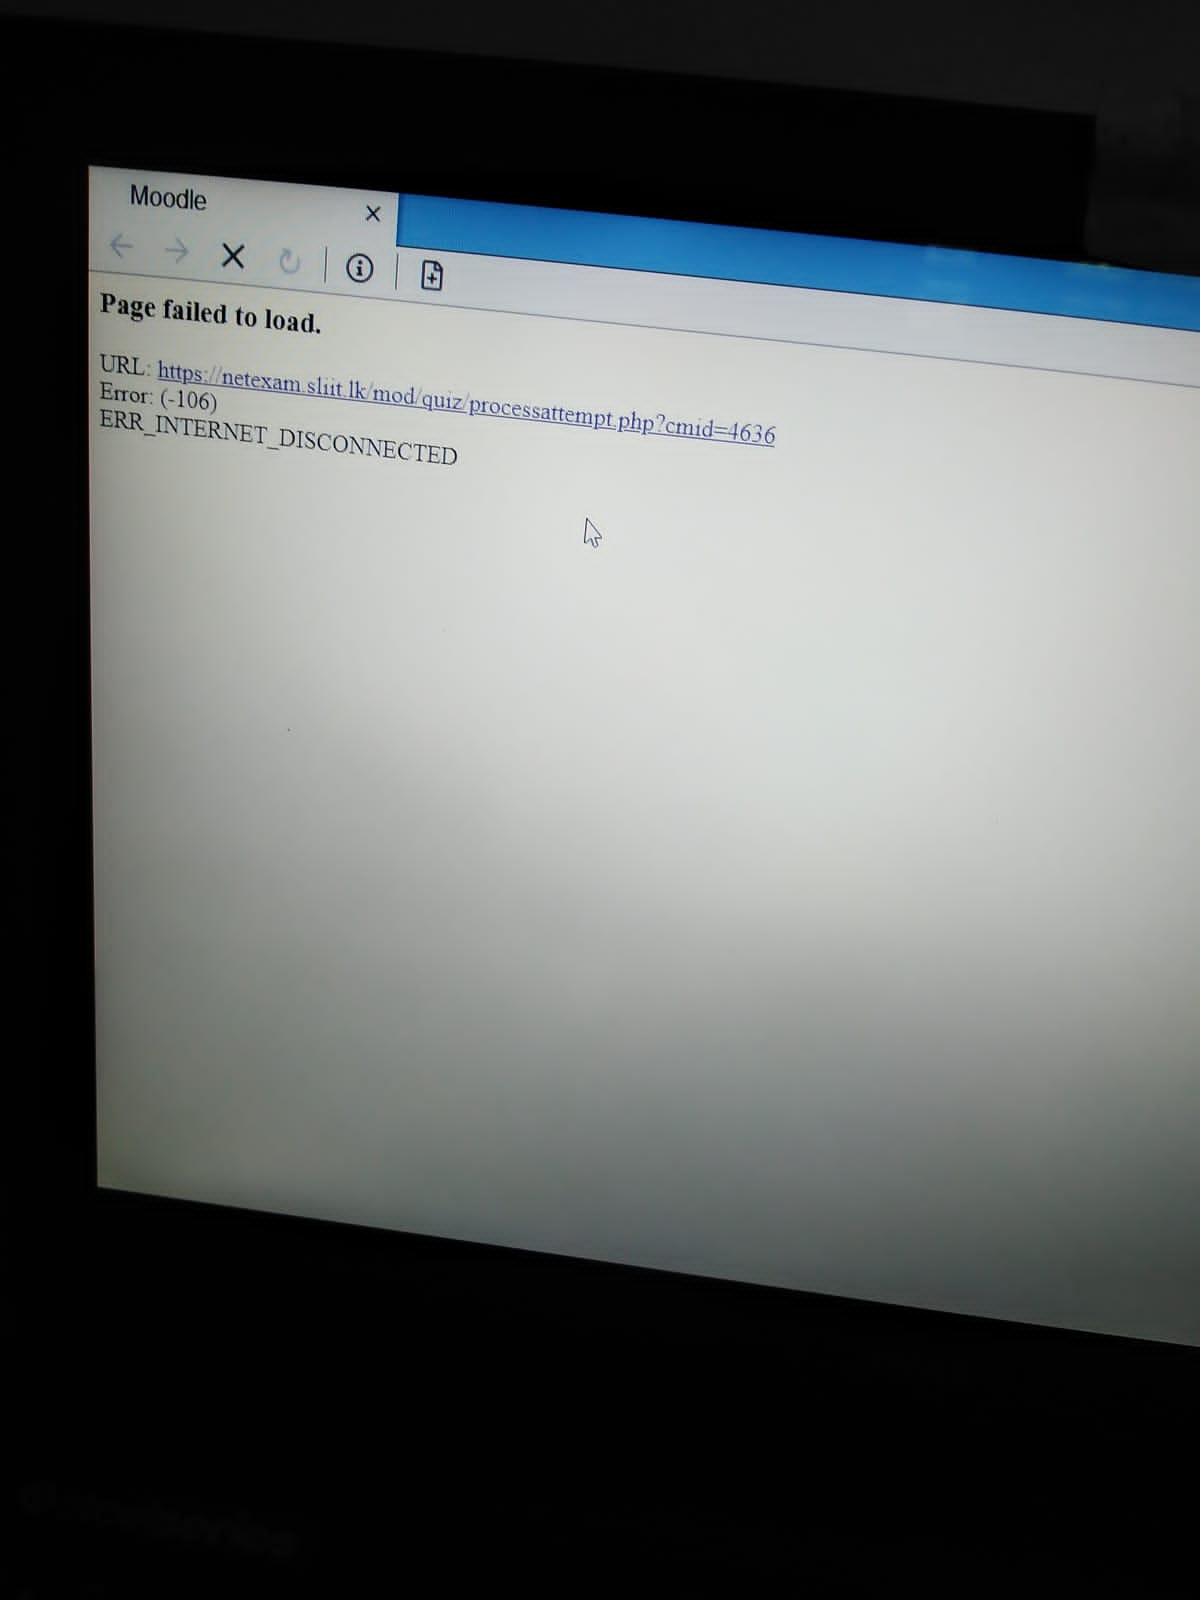 Moodle
Page failed to load.
URL: https://netexam.sliit.lk/mod/quiz/processattempt.php?cmid=4636
Error: (-106)
ERR_INTERNET_DISCONNECTED